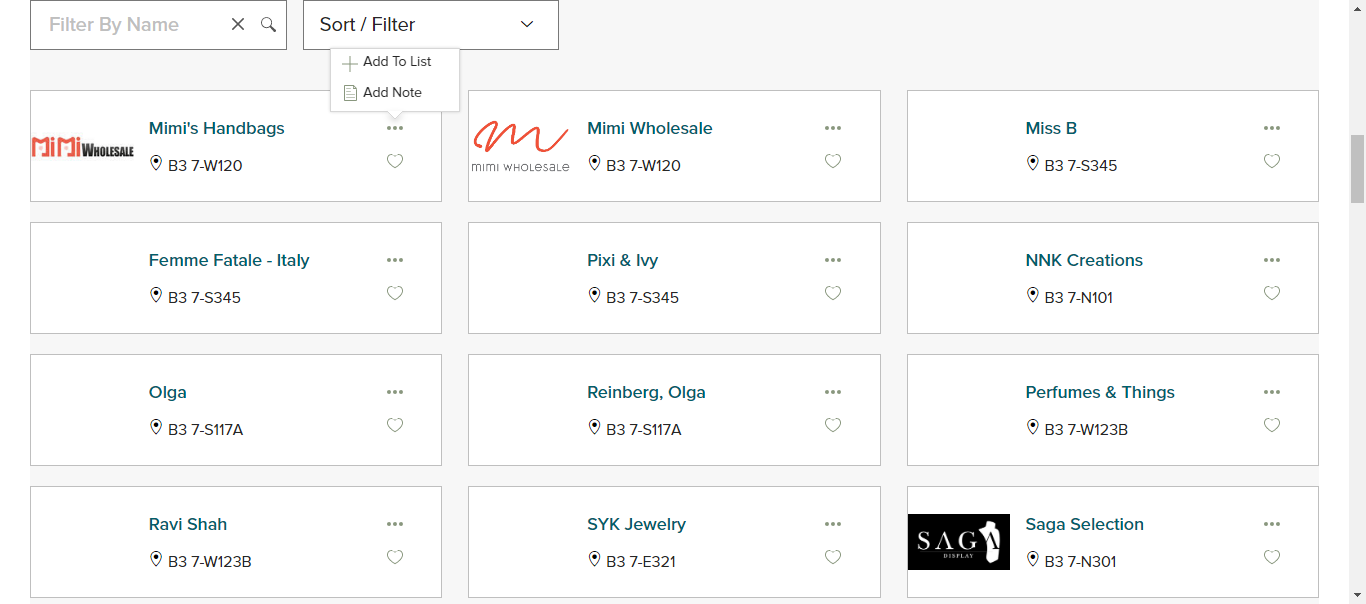 Filter By Name
Sort / Filter
Add To List
Add Note
MiMi WHOLESALE
Mimi's Handbags
B3 7-W120
m
MIMI WHOLESALE
Mimi Wholesale
B3 7-W120
Miss B
B3 7-S345
Femme Fatale - Italy
B3 7-S345
Pixi & Ivy
B3 7-S345
NNK Creations
B3 7-N101
Olga
B3 7-S117A
Reinberg, Olga
B3 7-S117A
Perfumes & Things
B3 7-W123B
Ravi Shah
B3 7-W123B
SYK Jewelry
B3 7-E321
SAGA
DISPLAY
Saga Selection
B3 7-N301